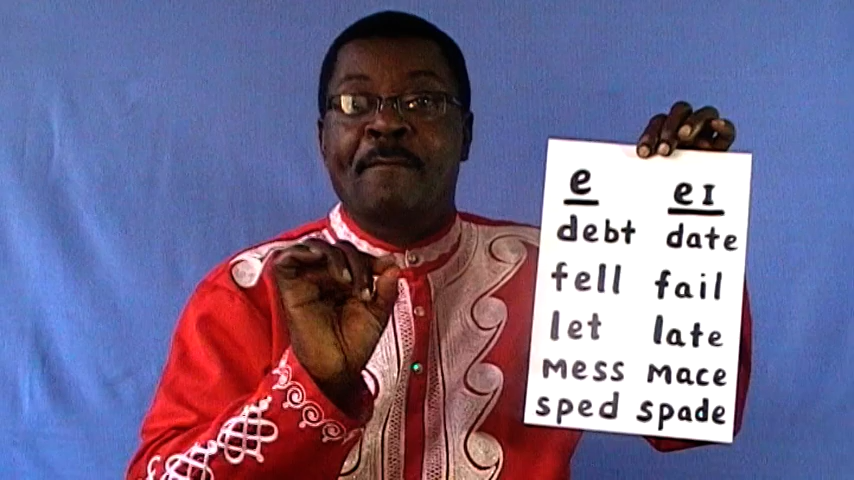 e eɪ
debt date
fell fail
let late
mess mace
sped spade